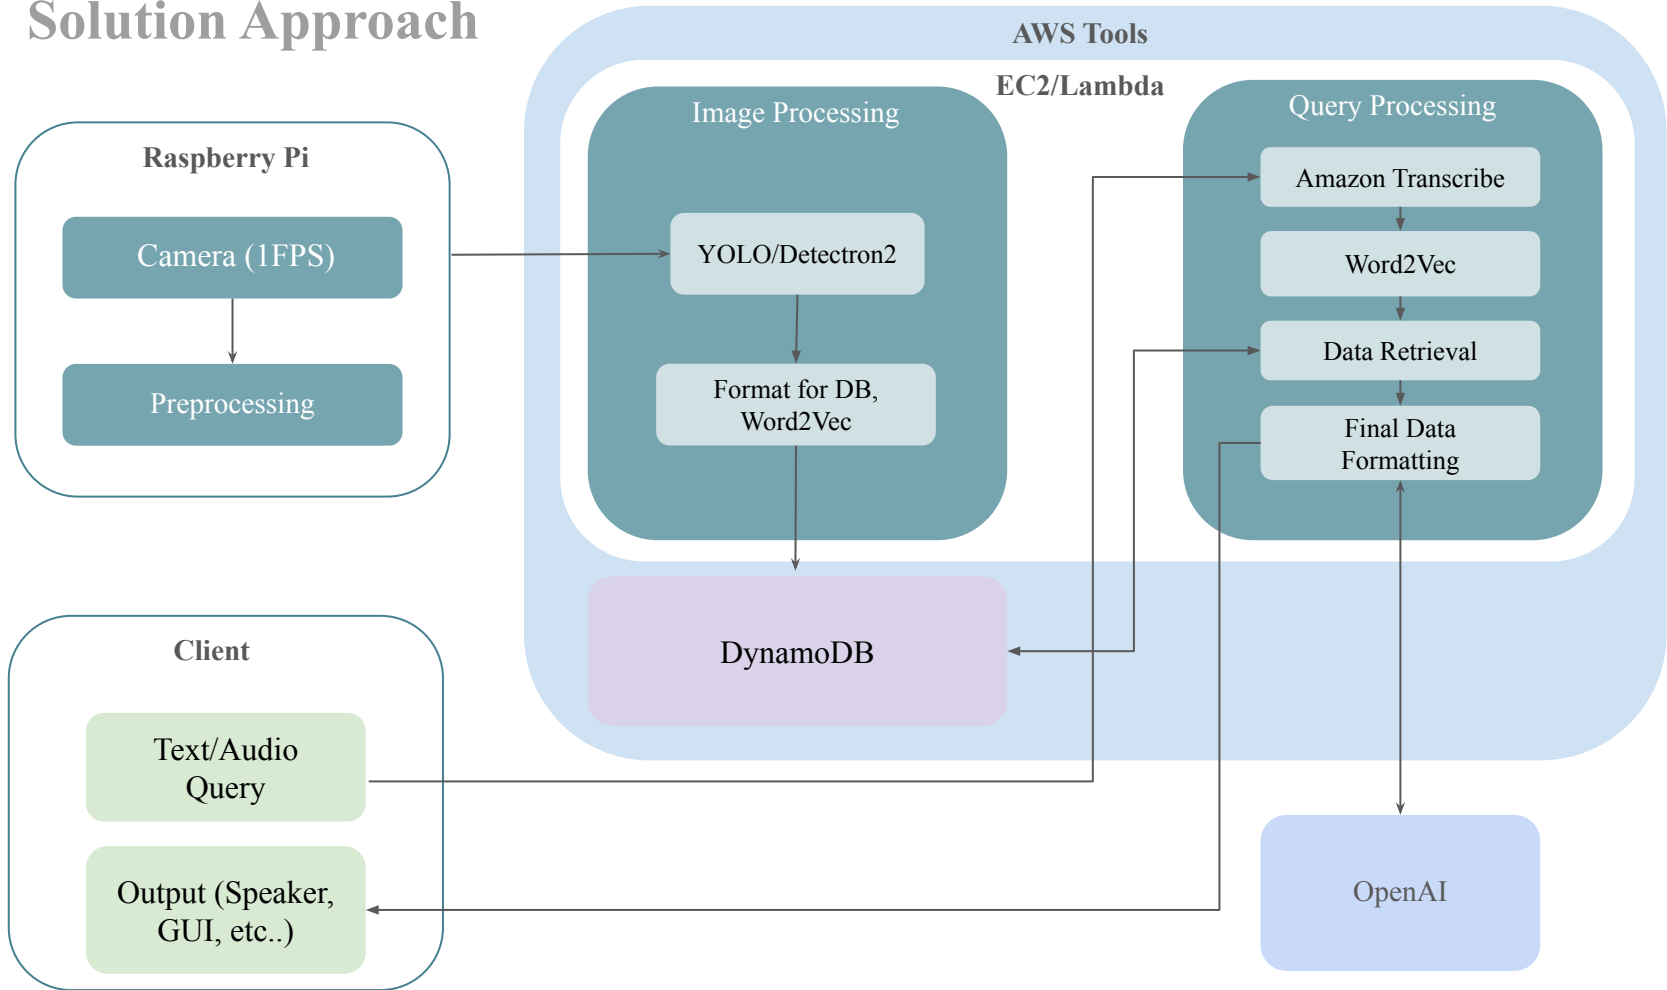 Solution Approach
AWS Tools
EC2/Lambda
Raspberry Pi
Camera (1FPS)
Preprocessing
Image Processing
YOLO/Detectron2
Format for DB,
Word2Vec
Query Processing
Amazon Transcribe
Word2Vec
Data Retrieval
Final Data
Formatting
DynamoDB
Client
Text/Audio
Query
Output (Speaker,
GUI, etc..)
OpenAI